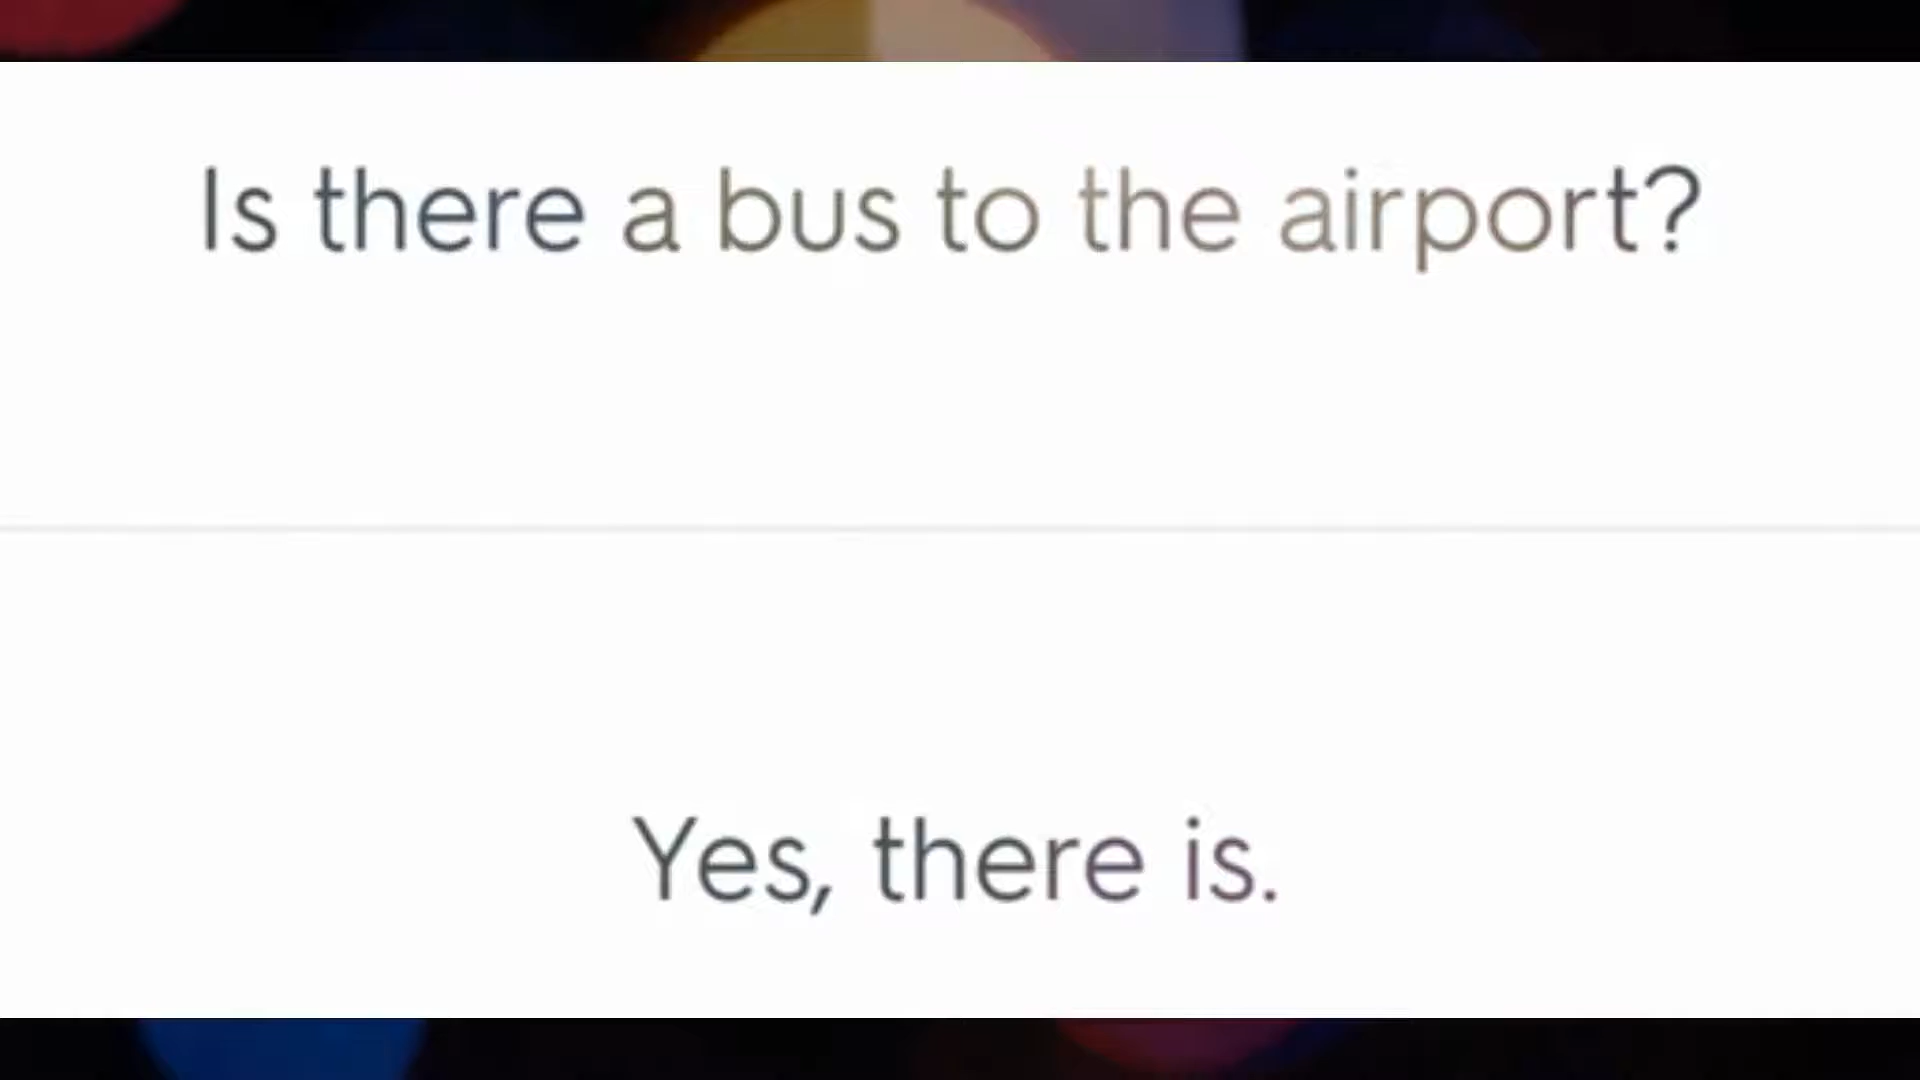 Is there a bus to the airport?
Yes, there is.